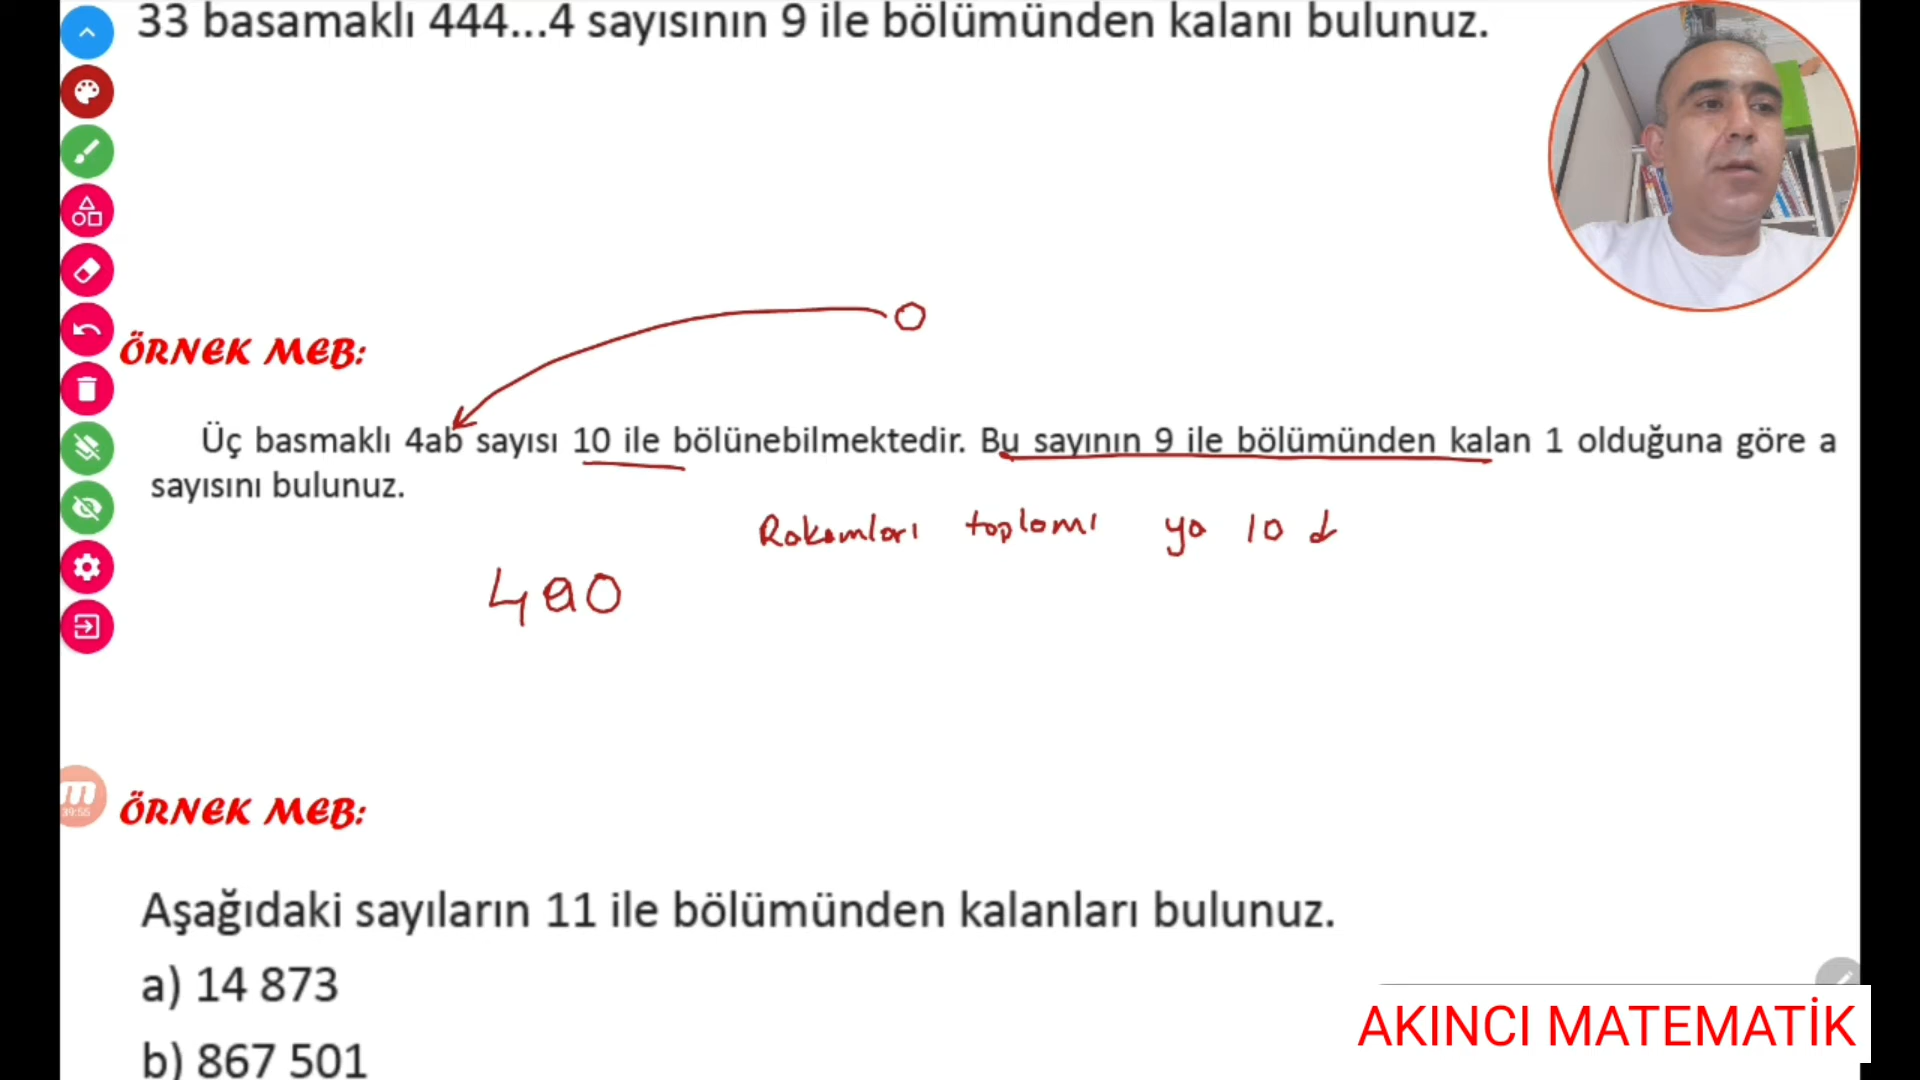 33 basamaklı 444...4 sayısının 9 ile bölümünden kalanı bulunuz.
ÖRNEK MEB:
Üç basmaklı 4ab sayısı 10 ile bölünebilmektedir. Bu sayının 9 ile bölümünden kalan 1 olduğuna göre a
sayısını bulunuz.
Rakamları toplamı ya 10 d
4a0
0
m
39:55
ÖRNEK MEB:
Aşağıdaki sayıların 11 ile bölümünden kalanları bulunuz.
a) 14 873
b) 867 501
AKINCI MATEMATİK